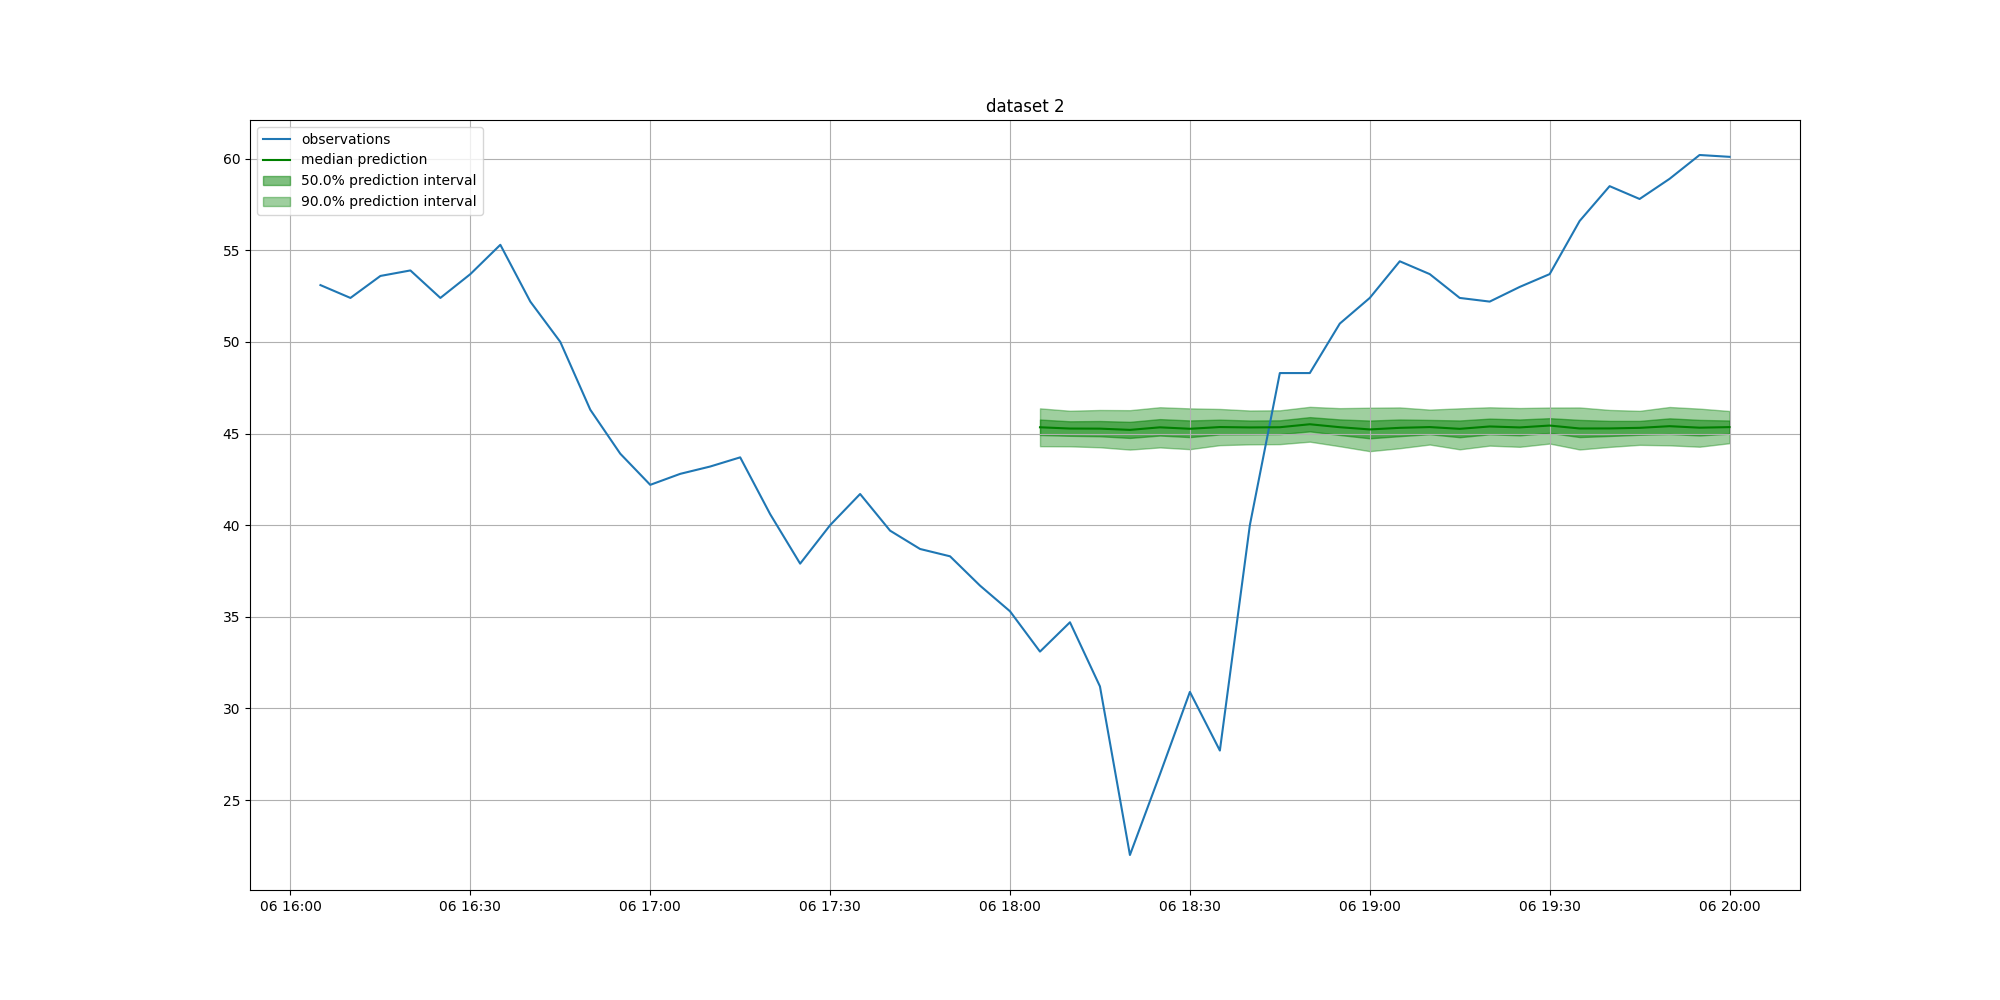 dataset 2
observations
median prediction
50.0% prediction interval
90.0% prediction interval
60
55
50
45
40
35
30
25
06 16:00 06 16:30 06 17:00 06 17:30 06 18:00 06 18:30 06 19:00 06 19:30 06 20:00